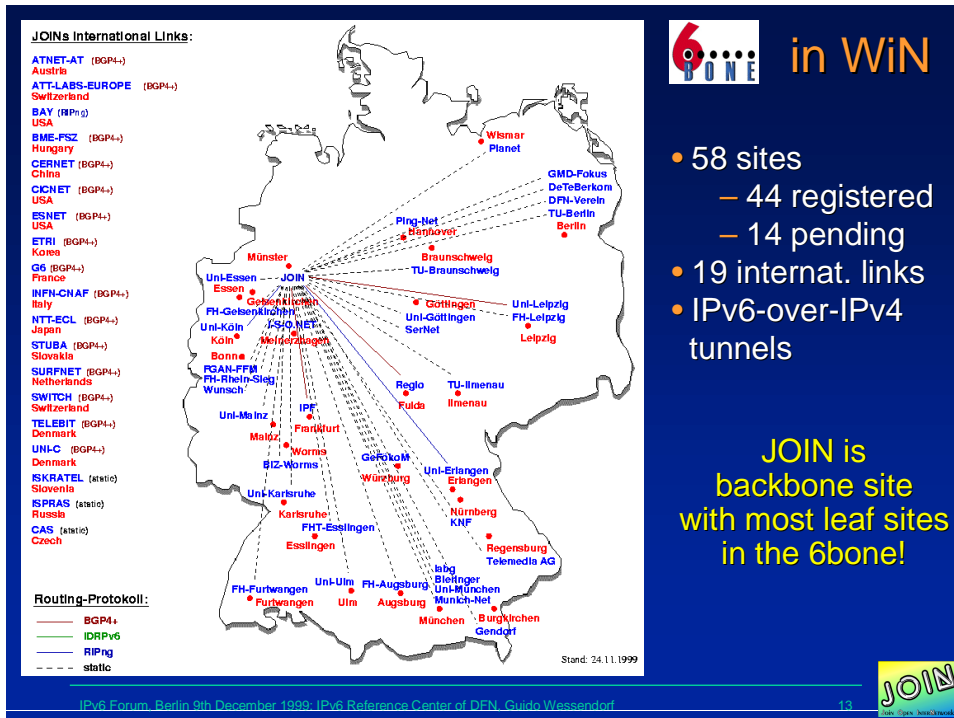 JOINs International Links:
ATNET-AT (BGP4+)
Austria
ATT-LABS-EUROPE (BGP4+)
Switzerland
BAY (RIPng)
USA
BME-FSZ (BGP4+)
Hungary
CERNET (BGP4+)
China
CICNET (BGP4+)
USA
ESNET (BGP4+)
USA
ETRI (BGP4+)
Korea
G6 (BGP4+)
France
INFN-CNAF (BGP4+)
Italy
NTT-ECL (BGP4+)
Japan
STUBA (BGP4+)
Slovakia
SURFNET (BGP4+)
Netherlands
SWITCH (BGP4+)
Switzerland
TELEBIT (BGP4+)
Denmark
UNI-C (BGP4+)
Denmark
ISKRATEL (static)
Slovenia
ISPRAS (static)
Russia
CAS (static)
Czech
Routing-Protokoll:
BGP4+
IDRPv6
RIPng
static
Wismar
Planet
GMD-Fokus
DeTeBerkom
DFN-Verein
TU-Berlin
Berlin
Ping-Net
Hannover
Braunschweig
TU-Braunschweig
Münster
JOIN
Uni-Essen
Essen
Gelsenkirchen
FH-Gelsenkirchen
Göttingen
Uni-Göttingen
SerNet
Uni-Leipzig
FH-Leipzig
Leipzig
Uni-Köln
Köln
I-S-O.NET
Meinerzhagen
Bonn
FGAN-FFM
FH-Rhein-Sieg
Wunsch
Regio
Fulda
TU-Ilmenau
Ilmenau
Uni-Mainz
Mainz
IPF
Frankfurt
Worms
BIZ-Worms
GeFökoM
Würzburg
Uni-Erlangen
Erlangen
Nürnberg
KNF
Uni-Karlsruhe
Karlsruhe
FHT-Esslingen
Esslingen
Regensburg
Telemedia AG
FH-Furtwangen
Furtwangen
Uni-Ulm
Ulm
FH-Augsburg
Augsburg
Iabg
Bieringer
Uni-München
Munich-Net
München
Burgkirchen
Gendorf
Stand: 24.11.1999
6 BONE in WiN
• 58 sites
– 44 registered
– 14 pending
• 19 internat. links
• IPv6-over-IPv4
tunnels
JOIN is
backbone site
with most leaf sites
in the 6bone!
IPv6 Forum, Berlin 9th December 1999: IPv6 Reference Center of DFN, Guido Wessendorf
13
JOIN